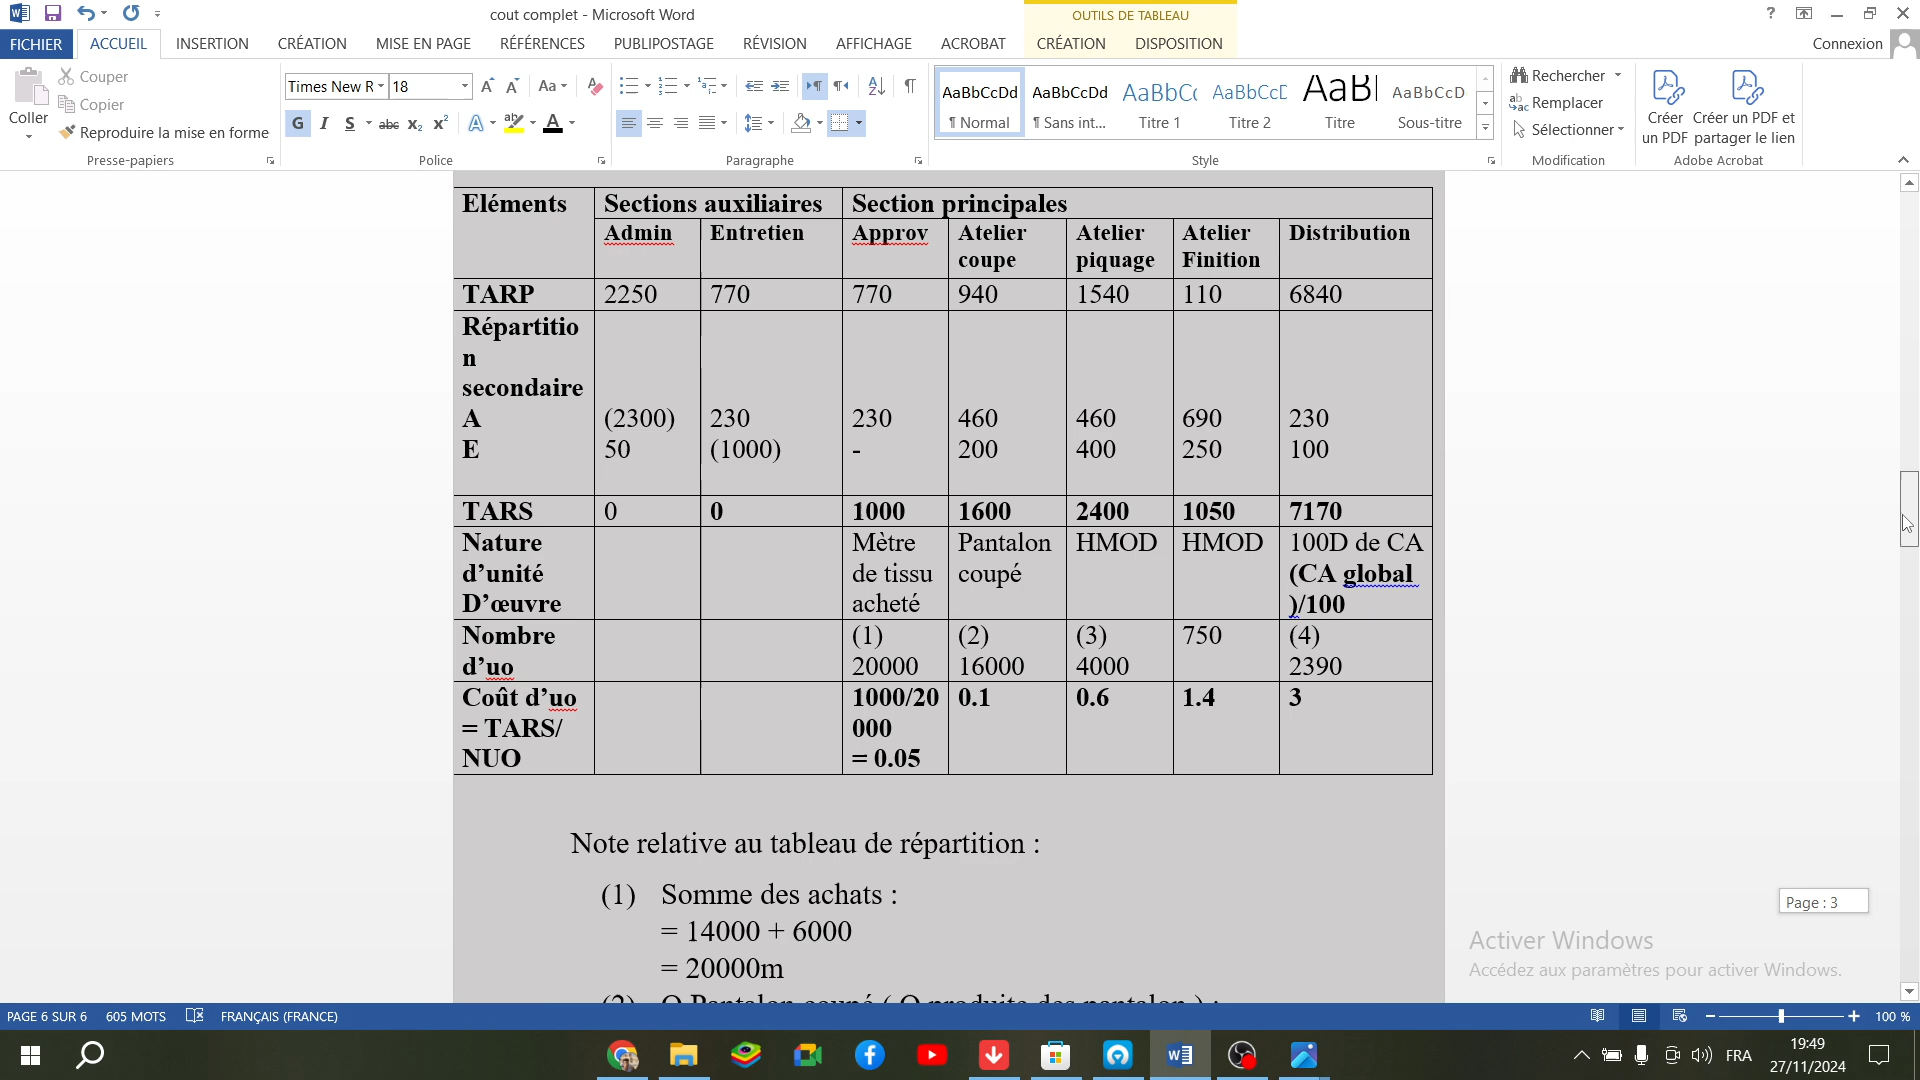 cout complet - Microsoft Word
OUTILS DE TABLEAU
?
FICHIER ACCUEIL INSERTION CRÉATION MISE EN PAGE RÉFÉRENCES PUBLIPOSTAGE RÉVISION AFFICHAGE ACROBAT CRÉATION DISPOSITION Connexion
Coller
Couper
Copier
Reproduire la mise en forme
Presse-papiers
Times New R 18
Police
Paragraphe
AaBbCcDd AaBbCcDd AaBbC( AaBbCcE AaBl AaBbCcD
¶ Normal ¶ Sans int... Titre 1 Titre 2 Titre Sous-titre
Style
Rechercher
Remplacer
Sélectionner
Modification
Créer un PDF
Créer un PDF et partager le lien
Adobe Acrobat
Eléments Sections auxiliaires Section principales
Admin Entretien Approv Atelier Atelier Atelier Distribution
coupe piquage Finition
TARP 2250 770 770 940 1540 110 6840
Répartitio
n
secondaire
A (2300) 230 230 460 460 690 230
E 50 (1000) - 200 400 250 100
TARS 0 0 1000 1600 2400 1050 7170
Nature Mètre Pantalon HMOD HMOD 100D de CA
d’unité de tissu coupé (CA global
D’œuvre acheté )/100
Nombre (1) (2) (3) 750 (4)
d’uo 20000 16000 4000 2390
Coût d’uo 1000/20 0.1 0.6 1.4 3
= TARS/ 000
NUO = 0.05
Note relative au tableau de répartition :
(1) Somme des achats :
= 14000 + 6000
= 20000m
(2) Q Pantalon coupé ( Q produite des pantalon ) :
Page : 3
Activer Windows
Accédez aux paramètres pour activer Windows.
PAGE 6 SUR 6 605 MOTS FRANÇAIS (FRANCE) 100 %
FRA
19:49
27/11/2024